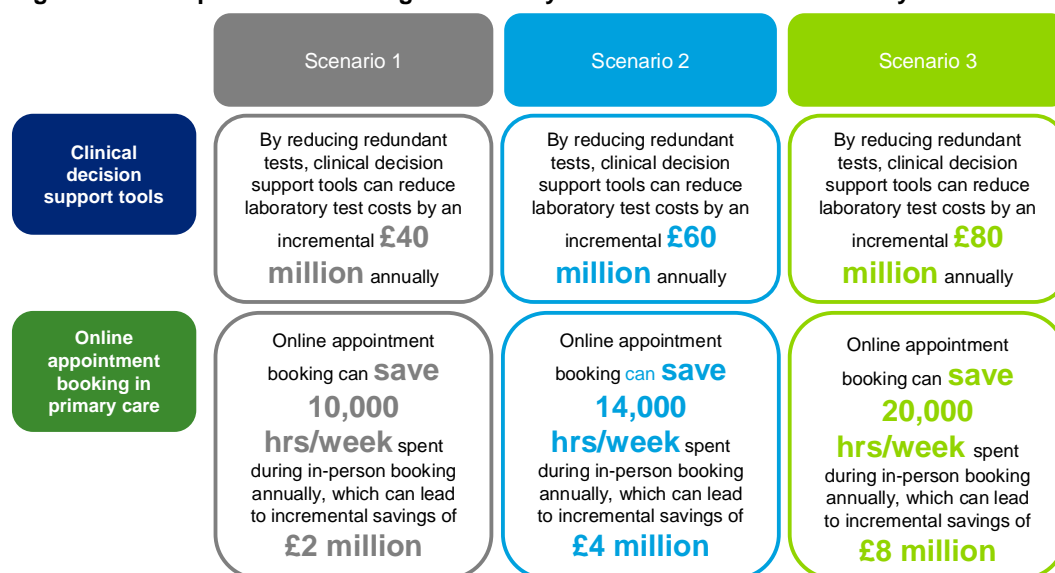 Scenario 1
Scenario 2
Scenario 3
Clinical
decision
support tools
By reducing redundant
tests, clinical decision
support tools can reduce
laboratory test costs by an
incremental £40
million annually
By reducing redundant
tests, clinical decision
support tools can reduce
laboratory test costs by an
incremental £60
million annually
By reducing redundant
tests, clinical decision
support tools can reduce
laboratory test costs by an
incremental £80
million annually
Online
appointment
booking in
primary care
Online appointment
booking can save
10,000
hrs/week spent
during in-person booking
annually, which can lead
to incremental savings of
£2 million
Online appointment
booking can save
14,000
hrs/week spent
during in-person booking
annually, which can lead
to incremental savings of
£4 million
Online appointment
booking can save
20,000
hrs/week spent
during in-person booking
annually, which can lead
to incremental savings of
£8 million